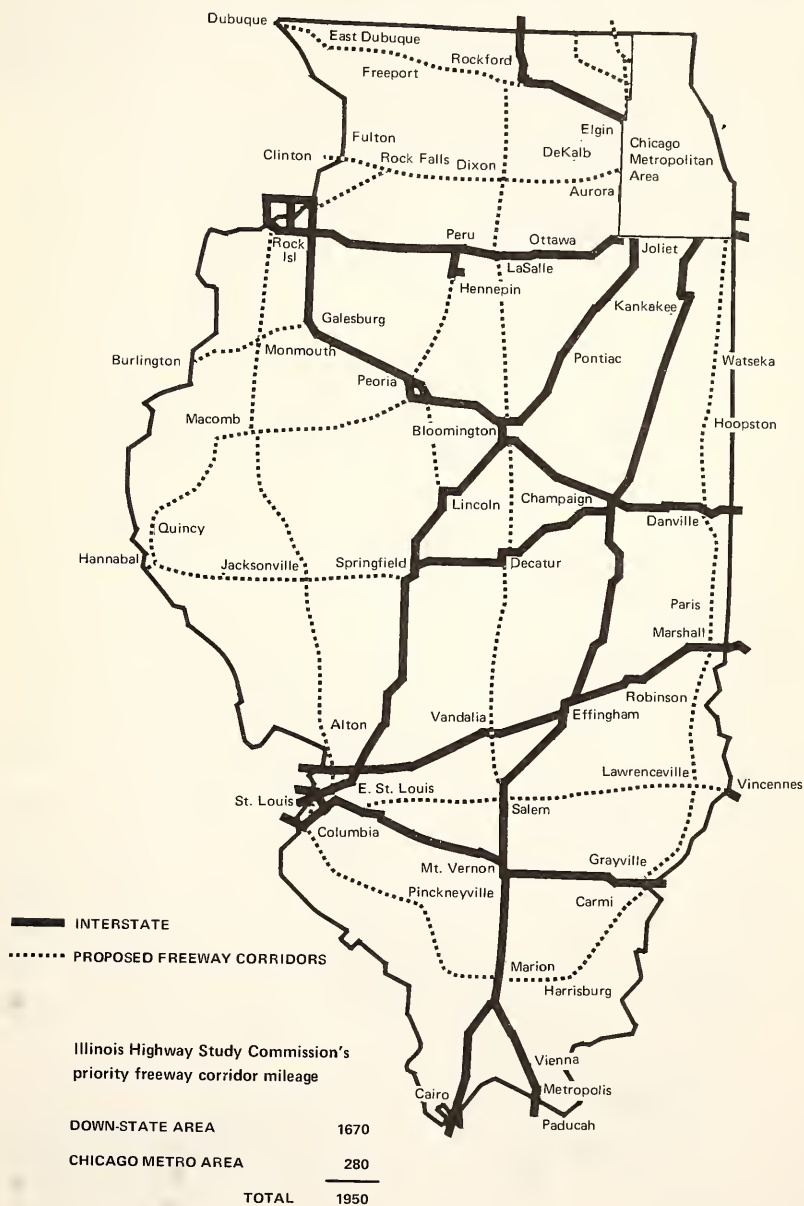 Dubuque
East Dubuque
Rockford
Freeport
Elgin
Fulton
Chicago
Metropolitan
Area
DeKalb
Clinton
Rock Falls
Dixon
Aurora
Peru
Ottawa
Joliet
Rock
Isl
LaSalle
Hennepin
Kankakee
Galesburg
Monmouth
Burlington
Pontiac
Watseka
Peoria
Macomb
Bloomington
Hoopston
Lincoln
Champaign
Danville
Quincy
Hannabal
Jacksonville
Springfield
Decatur
Paris
Marshall
Robinson
Effingham
Vandalia
Alton
Lawrenceville
Vincennes
E. St. Louis
St. Louis
Salem
Columbia
Grayville
Mt. Vernon
Pinckneyville
Carmi
INTERSTATE
PROPOSED FREEWAY CORRIDORS
Marion
Harrisburg
Vienna
Cairo
Metropolis
Paducah
Illinois Highway Study Commission's
priority freeway corridor mileage
DOWN-STATE AREA 1670
CHICAGO METRO AREA 280
TOTAL 1950